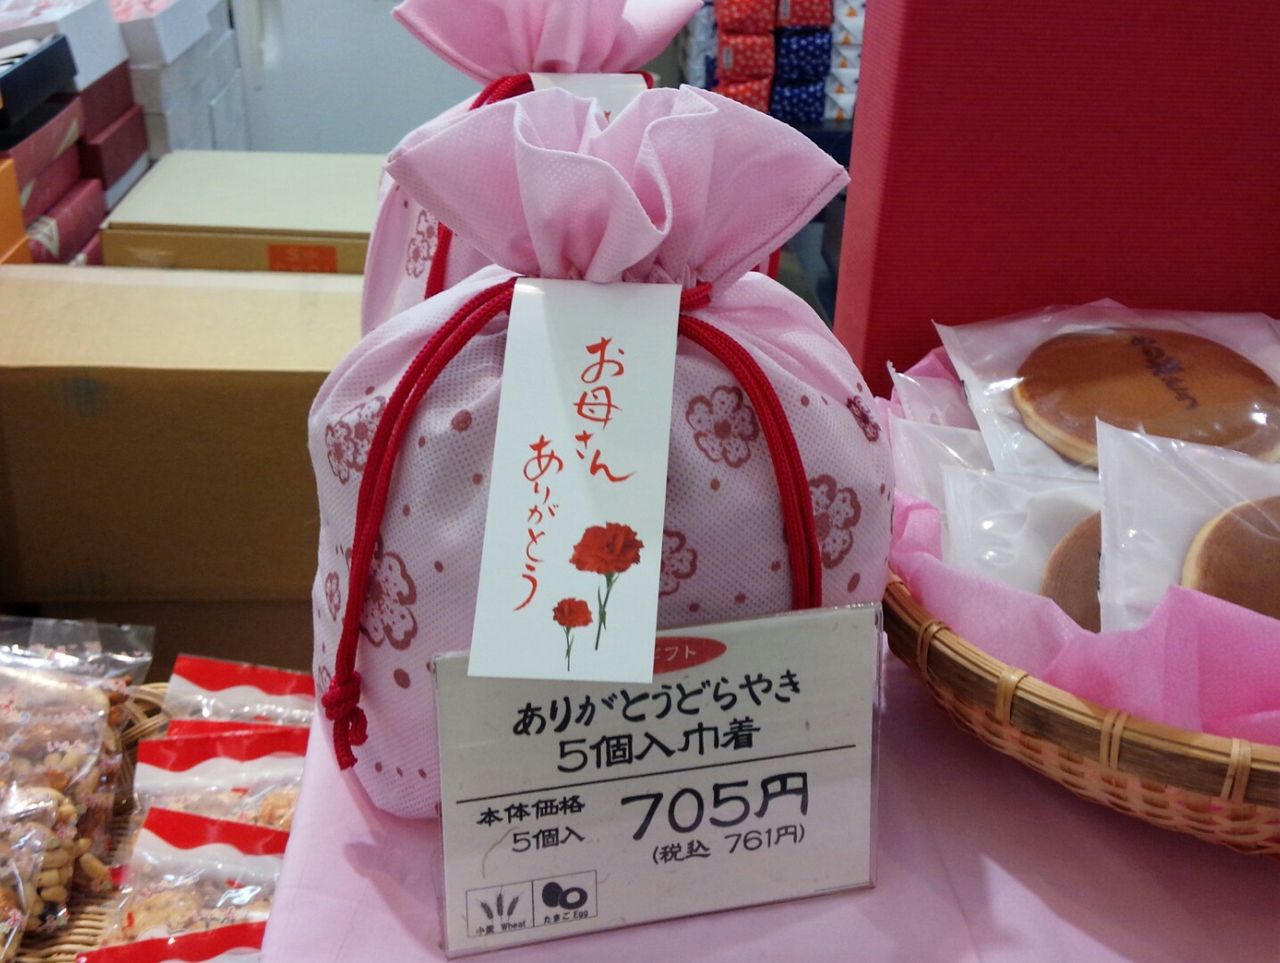 お母さん
ありがとう
ギフト
ありがとうどらやき
5個入巾着
本体価格
5個入
705円
(税込 761円)
小麦 Wheat
たまご Egg